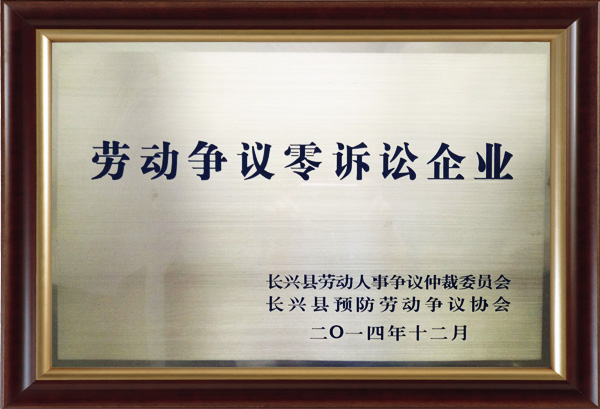 劳动争议零诉讼企业
长兴县劳动人事争议仲裁委员会
长兴县预防劳动争议协会
二〇一四年十二月